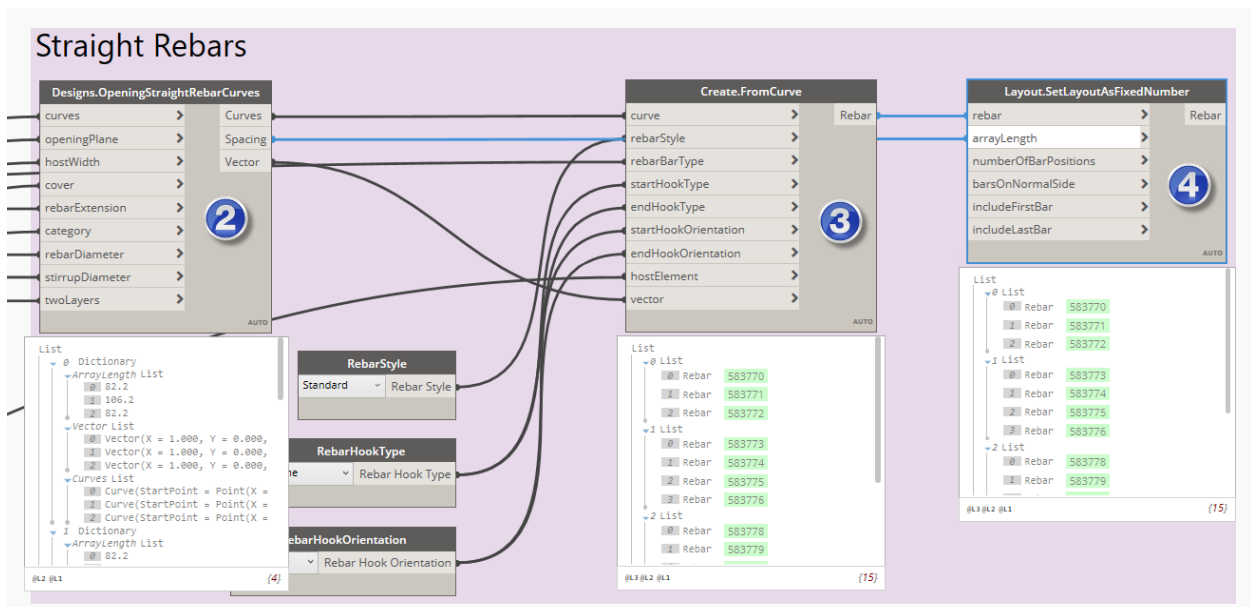 Straight Rebars
Designs.OpeningStraightRebarCurves
curves > Curves
openingPlane > Spacing
hostWidth > Vector
cover >
rebarExtension >
category >
rebarDiameter >
stirrupDiameter >
twoLayers >
2
AUTO
List
0 Dictionary
ArrayLength List
0 82.2
1 106.2
2 82.2
Vector List
0 Vector(X = 1.000, Y = 0.000,
1 Vector(X = 1.000, Y = 0.000,
2 Vector(X = 1.000, Y = 0.000,
Curves List
0 Curve(StartPoint = Point(X =
1 Curve(StartPoint = Point(X =
2 Curve(StartPoint = Point(X =
1 Dictionary
ArrayLength List
0 82.2
@L2 @L1 {4}
RebarStyle
Standard Rebar Style
RebarHookType
ne Rebar Hook Type
ebarHookOrientation
Rebar Hook Orientation
Create.FromCurve
curve > Rebar
rebarStyle >
rebarBarType >
startHookType >
endHookType >
startHookOrientation >
endHookOrientation >
hostElement >
vector >
3
AUTO
List
0 List
0 Rebar 583770
1 Rebar 583771
2 Rebar 583772
1 List
0 Rebar 583773
1 Rebar 583774
2 Rebar 583775
3 Rebar 583776
2 List
0 Rebar 583778
1 Rebar 583779
@L3 @L2 @L1 {15}
Layout.SetLayoutAsFixedNumber
rebar > Rebar
arrayLength >
numberOfBarPositions >
barsOnNormalSide >
includeFirstBar >
includeLastBar >
4
AUTO
List
0 List
0 Rebar 583770
1 Rebar 583771
2 Rebar 583772
1 List
0 Rebar 583773
1 Rebar 583774
2 Rebar 583775
3 Rebar 583776
2 List
0 Rebar 583778
1 Rebar 583779
@L3 @L2 @L1 {15}